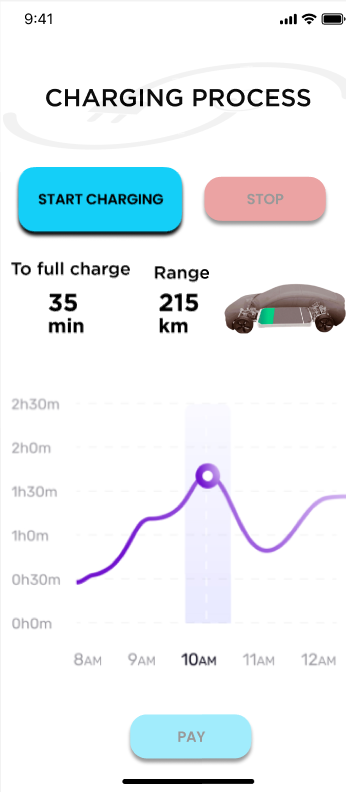 9:41
CHARGING PROCESS
START CHARGING
STOP
To full charge
Range
35
min
215
km
2h30m
2h0m
1h30m
1h0m
0h30m
0h0m
8AM 9AM 10AM 11AM 12AM
PAY